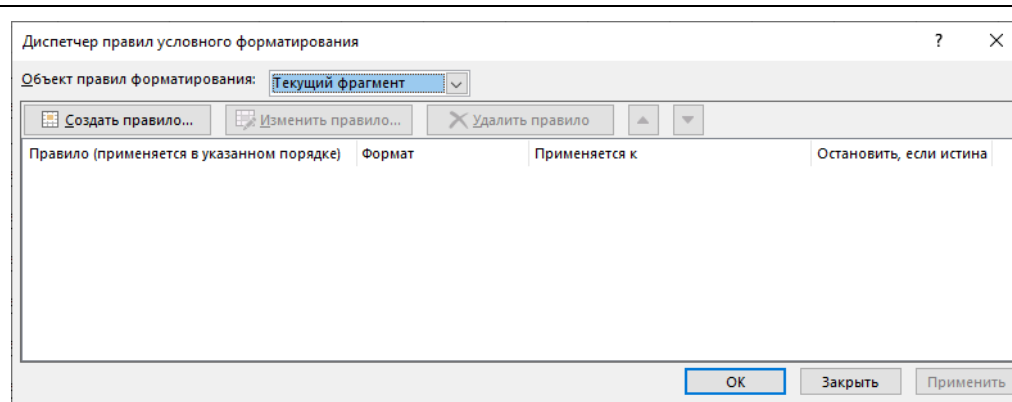 Диспетчер правил условного форматирования ?
Объект правил форматирования: Текущий фрагмент
Создать правило... Изменить правило... Удалить правило
Правило (применяется в указанном порядке) Формат Применяется к Остановить, если истина
ОК Закрыть Применить